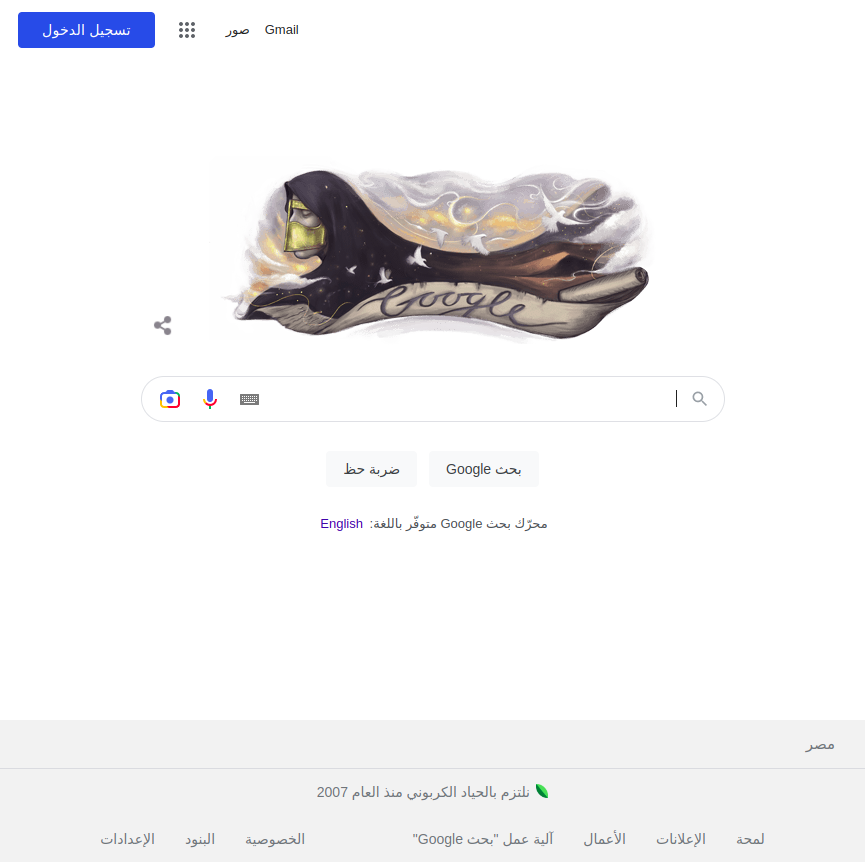 Gmail صور تسجيل الدخول
Google
بحث Google ضربة حظ
محرّك بحث Google متوفّر باللغة: English
مصر
نلتزم بالحياد الكربوني منذ العام 2007
لمحة الإعلانات الأعمال آلية عمل "بحث Google" الخصوصية البنود الإعدادات